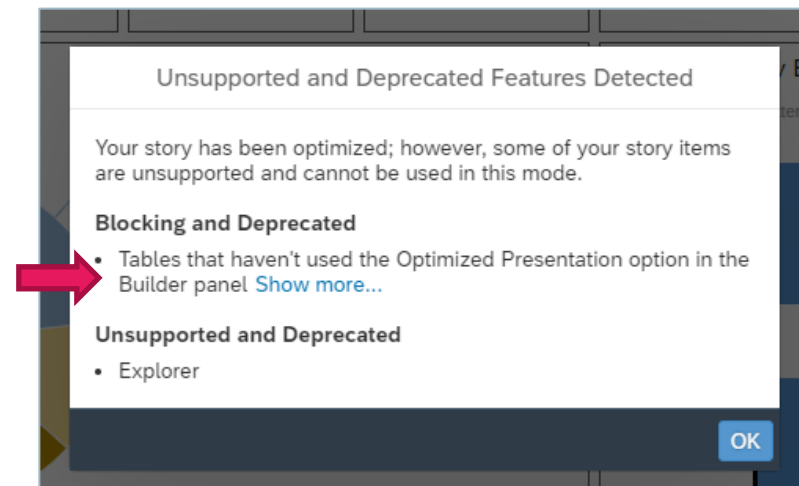 Unsupported and Deprecated Features Detected
Your story has been optimized; however, some of your story items
are unsupported and cannot be used in this mode.
Blocking and Deprecated
• Tables that haven't used the Optimized Presentation option in the
Builder panel Show more...
Unsupported and Deprecated
• Explorer
OK